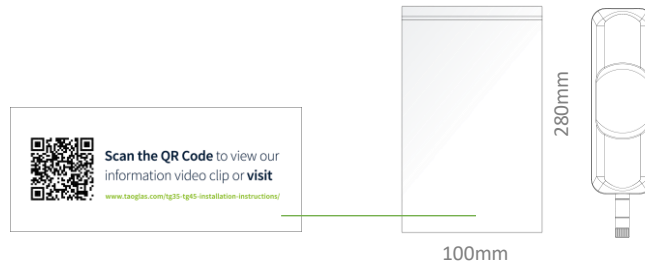 Scan the QR Code to view our
information video clip or visit
www.taoglas.com/tg35-tg45-installation-instructions/
280mm
100mm